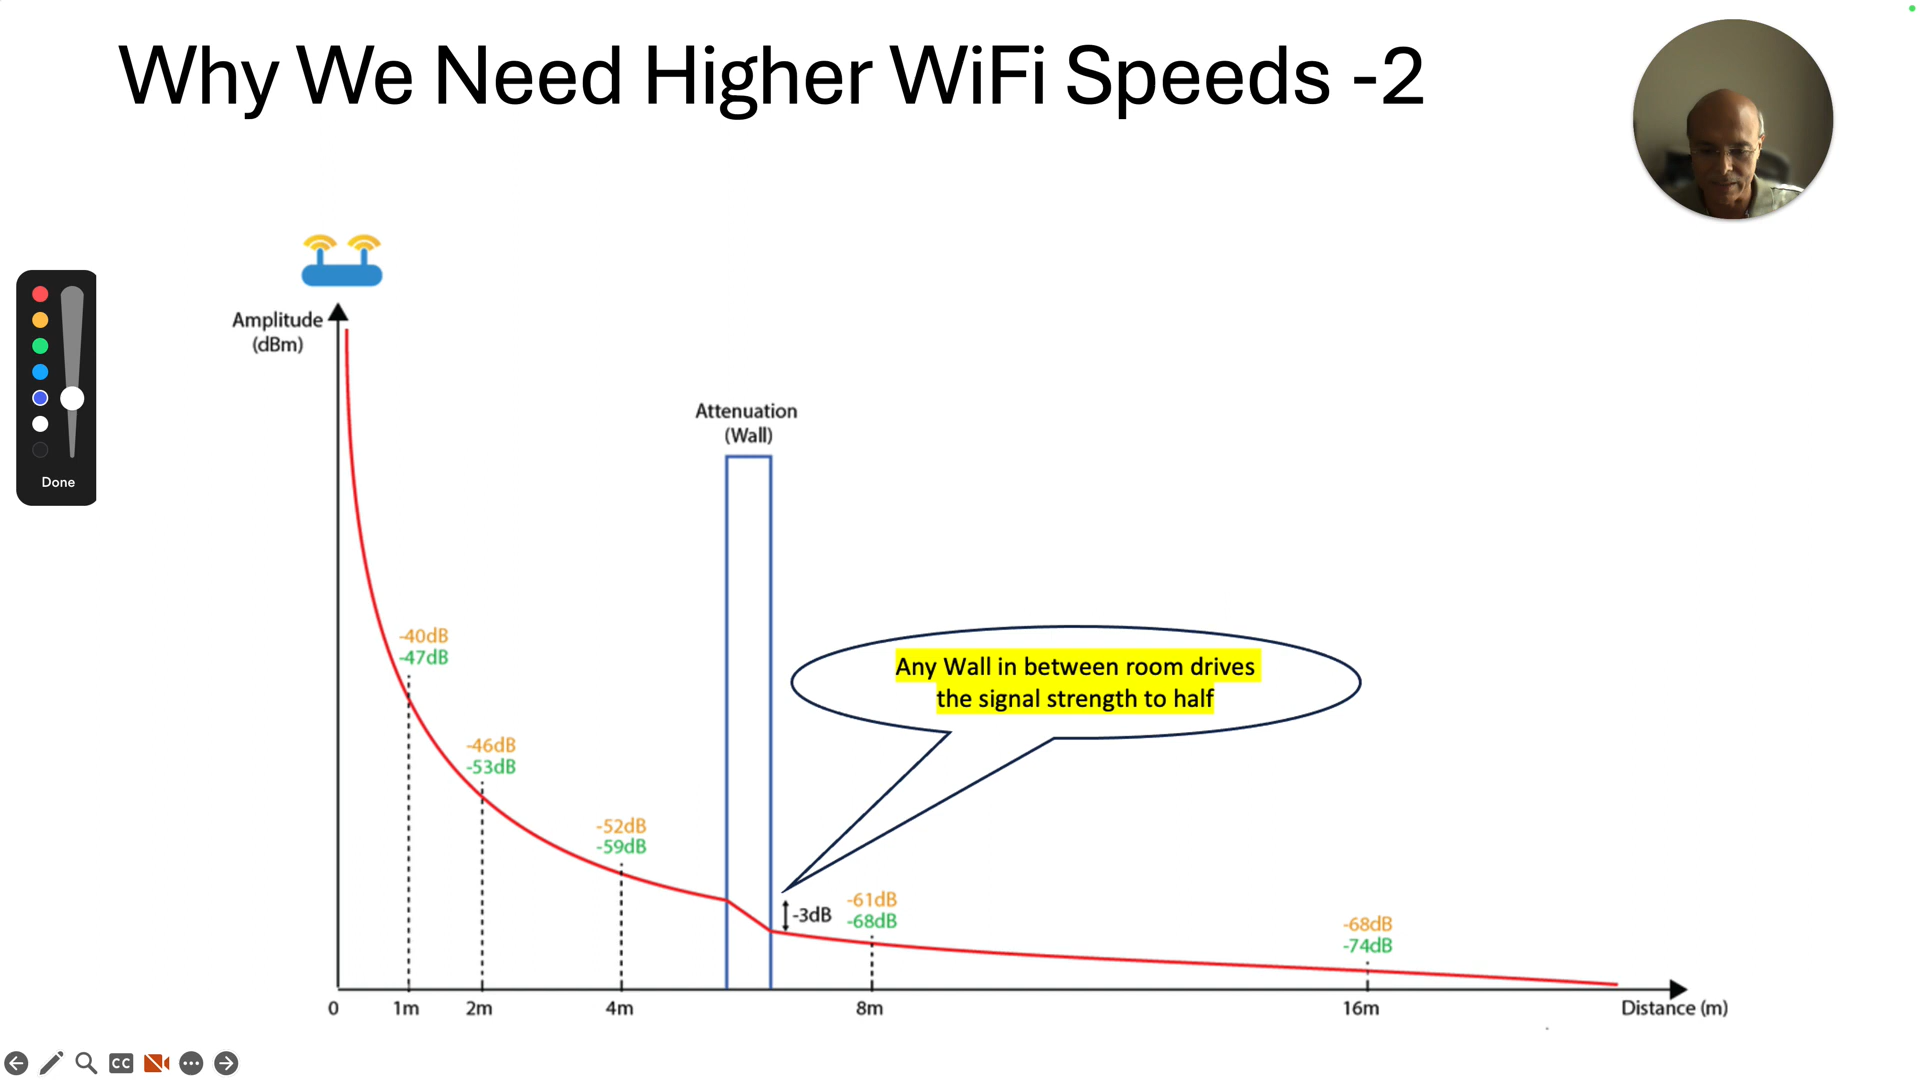 Why We Need Higher WiFi Speeds -2
Amplitude
(dBm)
Attenuation
(Wall)
Done
-40dB
-47dB
Any Wall in between room drives
the signal strength to half
-46dB
-53dB
-52dB
-59dB
-3dB
-61dB
-68dB
-68dB
-74dB
0
1m
2m
4m
8m
16m
Distance (m)
CC